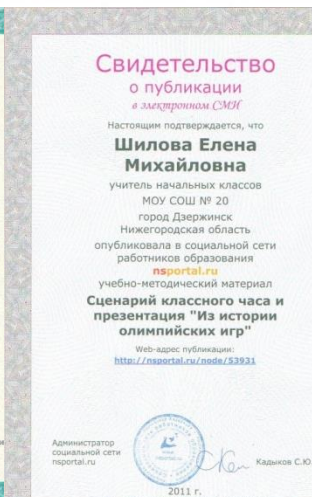 Свидетельство
о публикации
в электронном СМИ
Настоящим подтверждается, что
Шилова Елена
Михайловна
учитель начальных классов
МОУ СОШ № 20
город Дзержинск
Нижегородская область
опубликовала в социальной сети
работников образования
nsportal.ru
учебно-методический материал
Сценарий классного часа и
презентация "Из истории
олимпийских игр"
Web-адрес публикации:
http://nsportal.ru/node/53931
Администратор
социальной сети
nsportal.ru
Кадыков С.Ю.
2011 г.